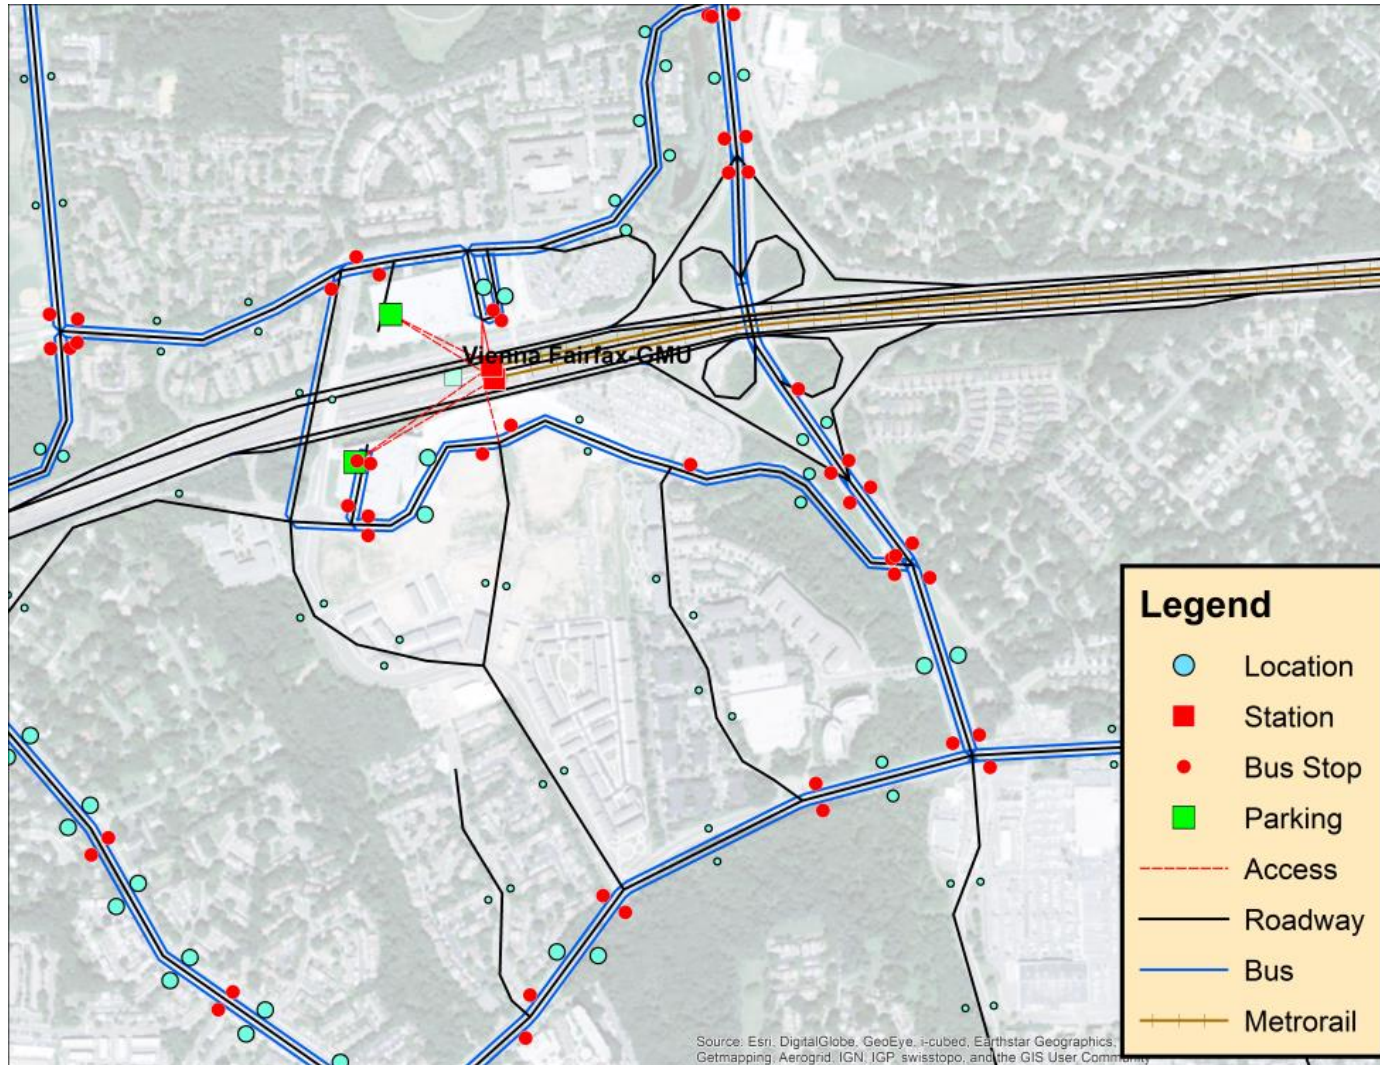 Vienna Fairfax-GMU
Legend
Location
Station
Bus Stop
Parking
Access
Roadway
Bus
Metrorail
Source: Esri, DigitalGlobe, GeoEye, i-cubed, Earthstar Geographics,
Getmapping, Aerogrid, IGN, IGP, swisstopo, and the GIS User Community